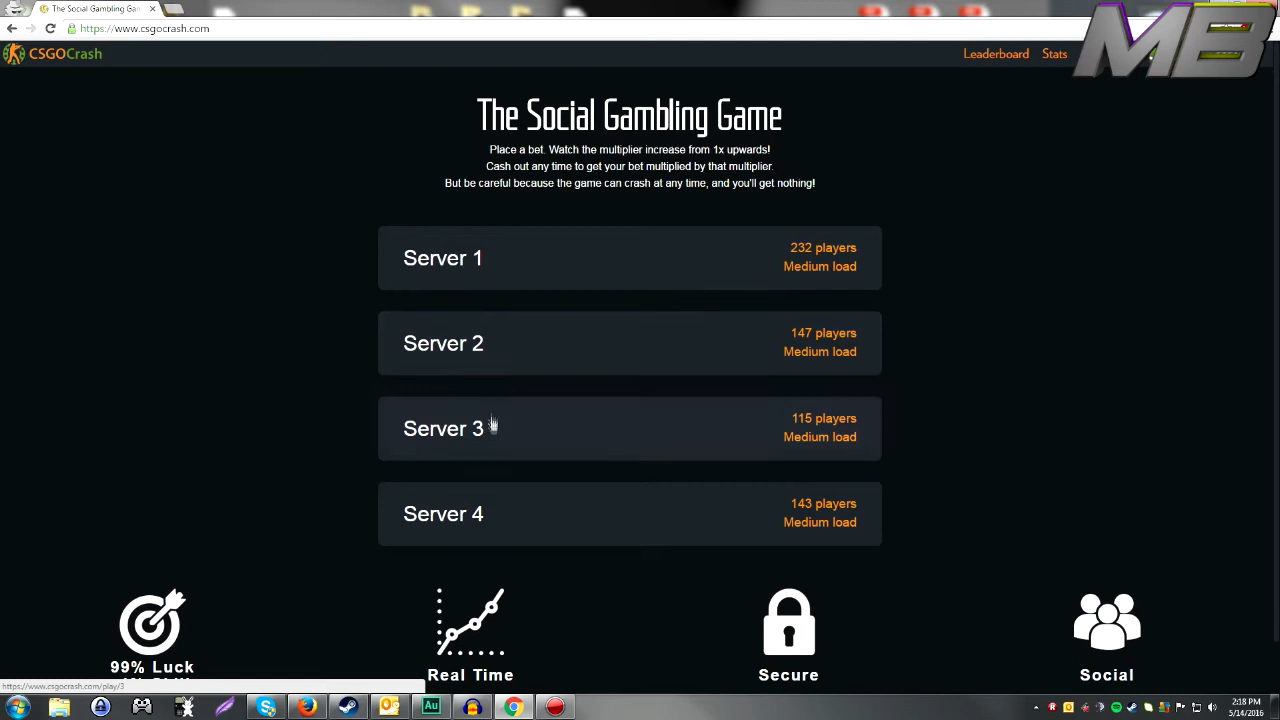 The Social Gambling Gam
https://www.csgocrash.com
CSGOCrash
Leaderboard
Stats
MB
The Social Gambling Game
Place a bet. Watch the multiplier increase from 1x upwards!
Cash out any time to get your bet multiplied by that multiplier.
But be careful because the game can crash at any time, and you'll get nothing!
Server 1
232 players
Medium load
Server 2
147 players
Medium load
Server 3
115 players
Medium load
Server 4
143 players
Medium load
99% Luck
Real Time
Secure
Social
https://www.csgocrash.com/play/3
Au
2:18 PM
5/14/2016